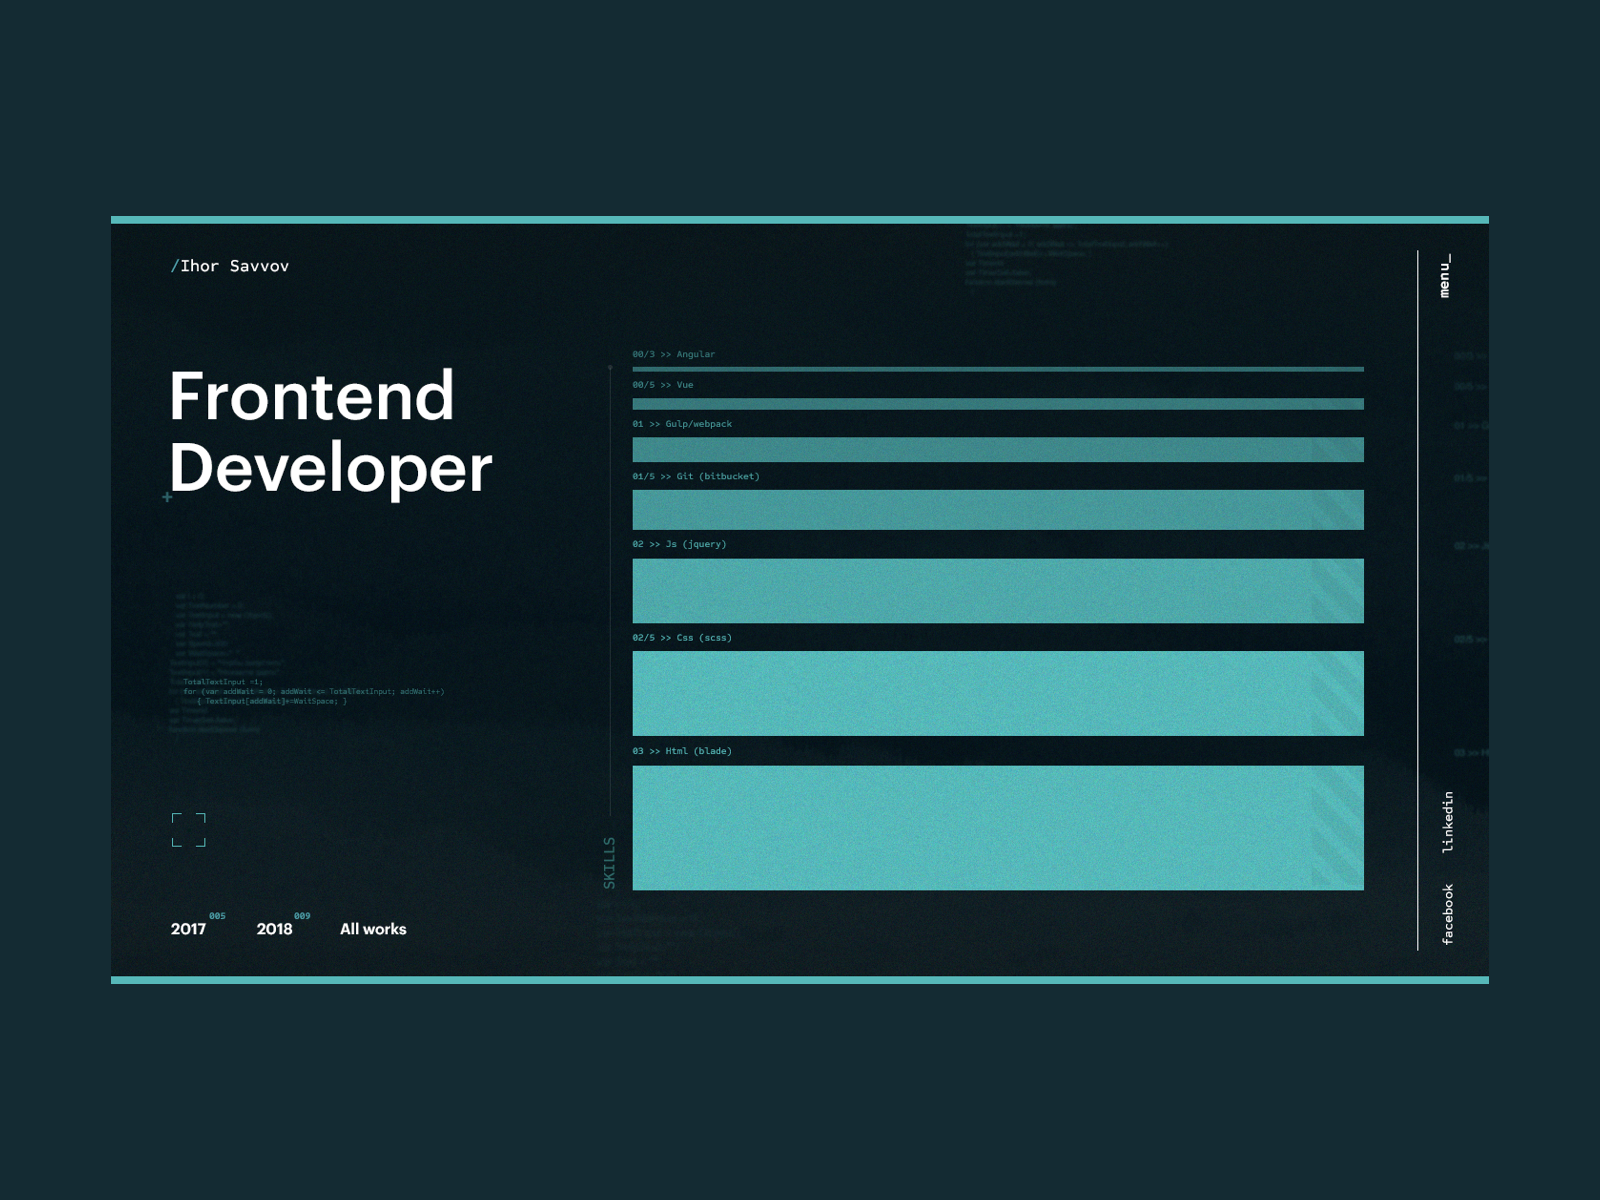 /Ihor Savvov
menu_
Frontend
Developer
00/3 >> Angular
00/5 >> Vue
01 >> Gulp/webpack
01/5 >> Git (bitbucket)
02 >> Js (jquery)
02/5 >> Css (scss)
03 >> Html (blade)
SKILLS
TotalTextInput =i;
for (var addWait = 0; addWait <= TotalTextInput; addWait++)
{ TextInput[addWait]+=WaitSpace; }
2017 005
2018 009
All works
linkedin
facebook